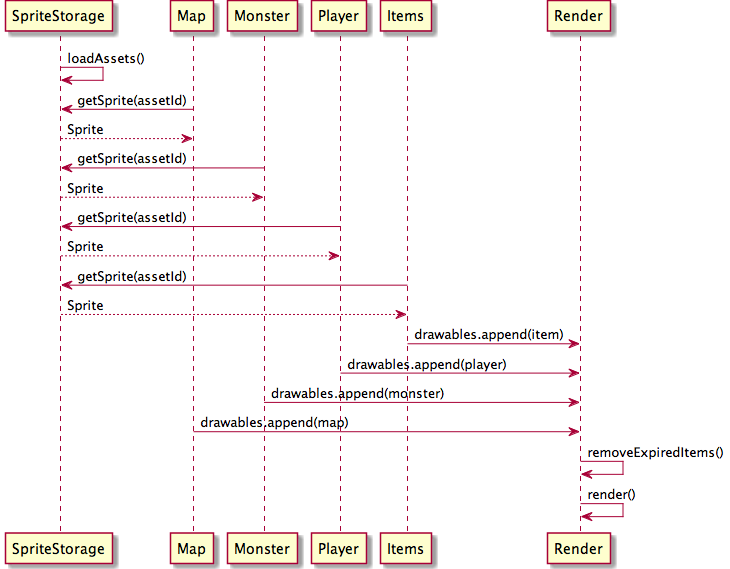 SpriteStorage Map Monster Player Items Render
loadAssets()
getSprite(assetId)
Sprite
getSprite(assetId)
Sprite
getSprite(assetId)
Sprite
getSprite(assetId)
Sprite
drawables.append(item)
drawables.append(player)
drawables.append(monster)
drawables.append(map)
removeExpiredItems()
render()
SpriteStorage Map Monster Player Items Render